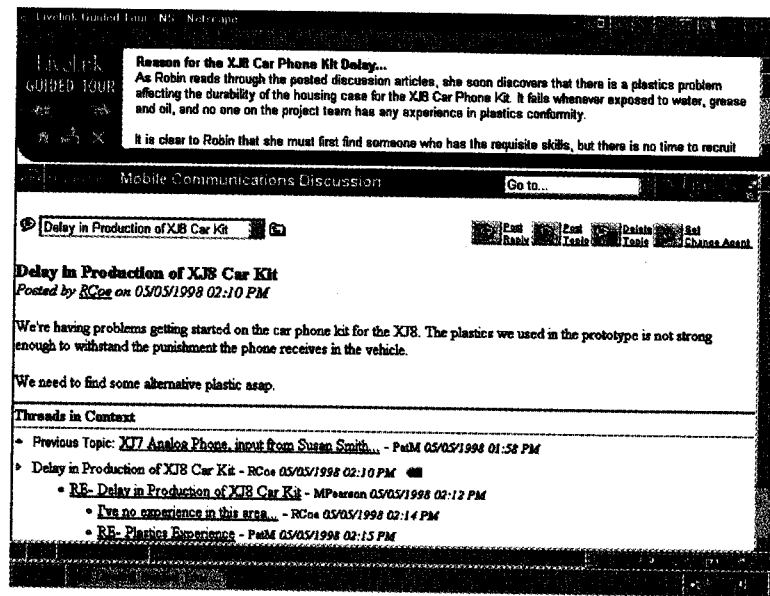 Livelink Guided Tour - NS - Netscape
Livelink
GUIDED TOUR
Reason for the XJ8 Car Phone Kit Delay...
As Robin reads through the posted discussion articles, she soon discovers that there is a plastics problem
affecting the durability of the housing case for the XJ8 Car Phone Kit. It fails whenever exposed to water, grease
and oil, and no one on the project team has any experience in plastics conformity.
It is clear to Robin that she must first find someone who has the requisite skills, but there is no time to recruit
Mobile Communications Discussion
Go to...
Delay in Production of XJ8 Car Kit
Post Reply
Post Topic
Delete Topic
Set Change Agent
Delay in Production of XJ8 Car Kit
Posted by RCoe on 05/05/1998 02:10 PM
We're having problems getting started on the car phone kit for the XJ8. The plastics we used in the prototype is not strong
enough to withstand the punishment the phone receives in the vehicle.
We need to find some alternative plastic asap.
Threads in Context
Previous Topic: XJ7 Analog Phone, input from Susan Smith... - PatM 05/05/1998 01:58 PM
Delay in Production of XJ8 Car Kit - RCoe 05/05/1998 02:10 PM
RE- Delay in Production of XJ8 Car Kit - MPearson 05/05/1998 02:12 PM
I've no experience in this area... - RCoe 05/05/1998 02:14 PM
RE- Plastics Experience - PatM 05/05/1998 02:15 PM